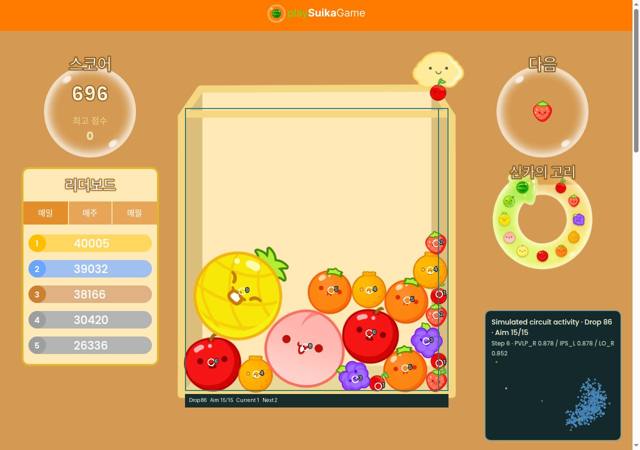 playSuikaGame
스코어
696
최고 점수
0
다음
리더보드
매일
매주
매월
1 40005
2 39032
3 38166
4 30420
5 26336
Simulated circuit activity · Drop 86
· Aim 15/15
Step 6 · PVLP_R 0.878 / IPS_L 0.878 / LO_R
0.852
Drop86 Aim 15/15 Current 1 Next 2